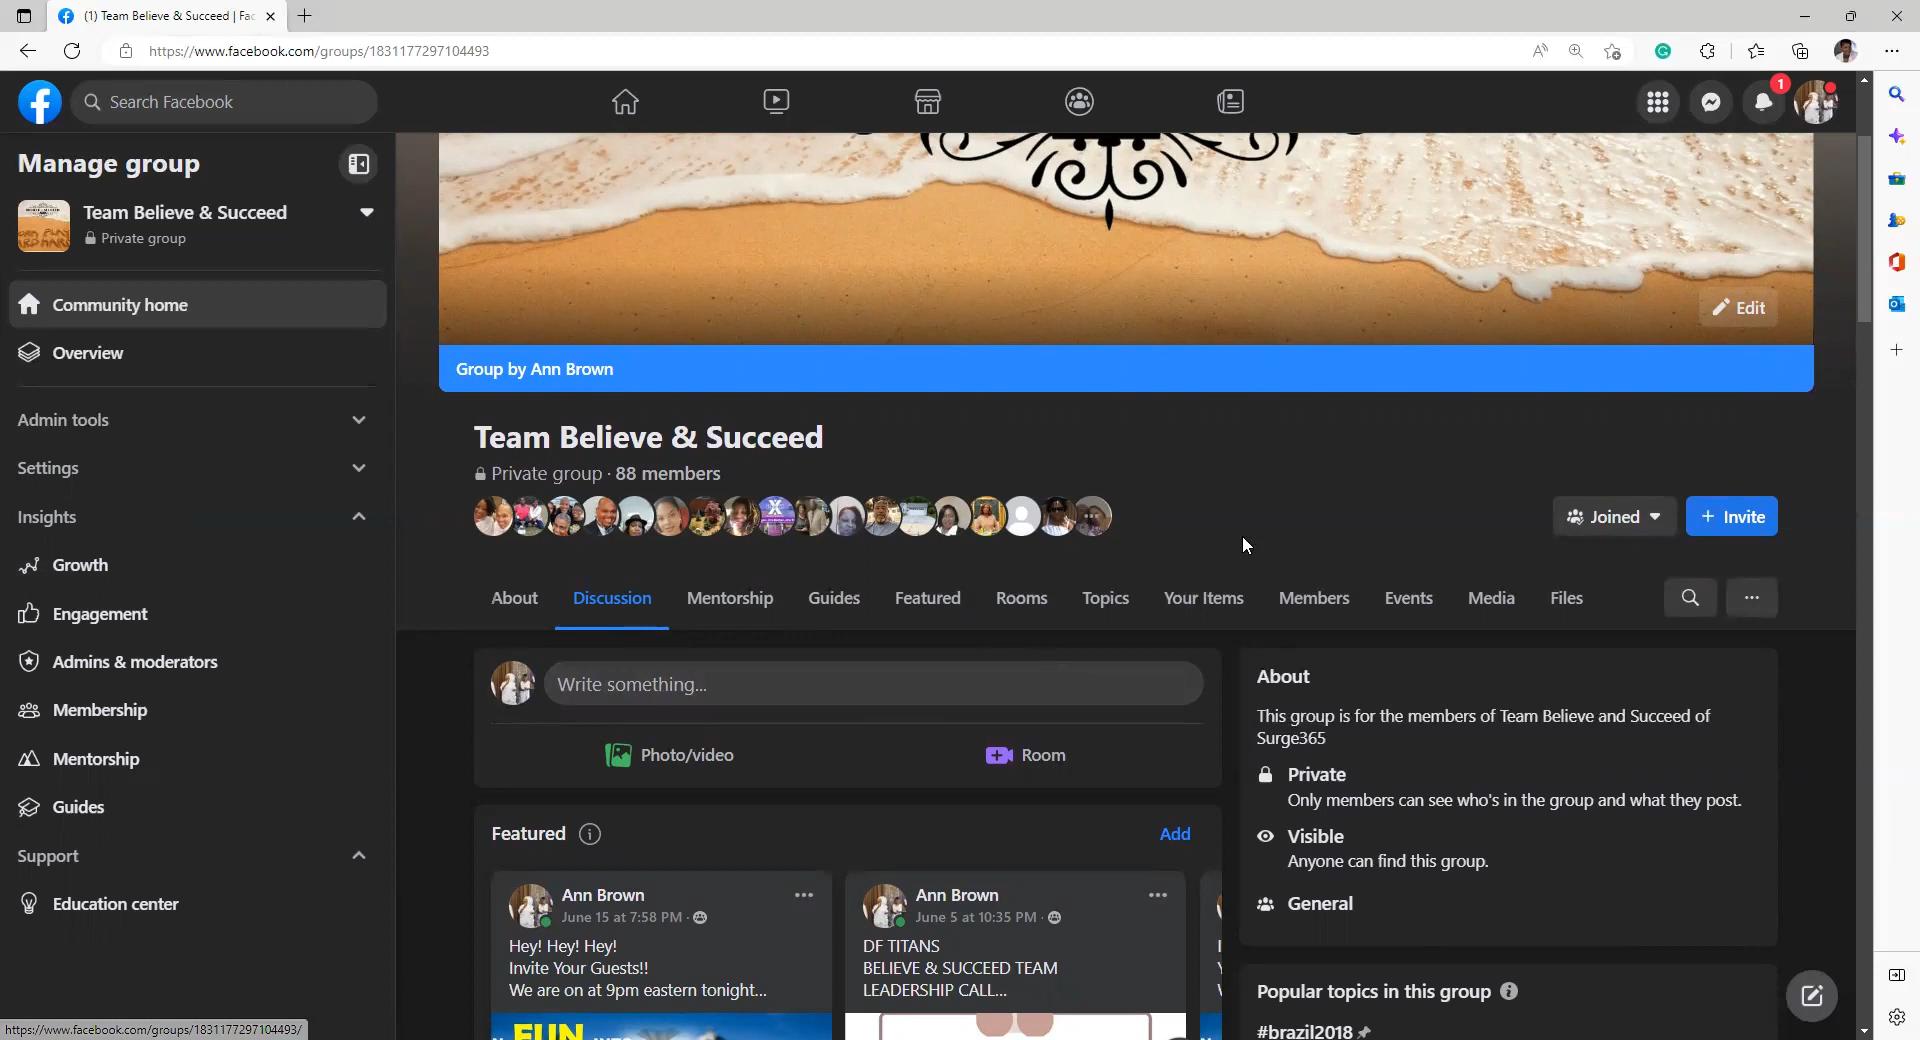 (1) Team Believe & Succeed | Fac
https://www.facebook.com/groups/1831177297104493
Search Facebook
1
Manage group
Team Believe & Succeed
Private group
Community home
Overview
Admin tools
Settings
Insights
Growth
Engagement
Admins & moderators
Membership
Mentorship
Guides
Support
Education center
https://www.facebook.com/groups/1831177297104493/
Edit
Group by Ann Brown
Team Believe & Succeed
Private group · 88 members
Joined
+ Invite
About Discussion Mentorship Guides Featured Rooms Topics Your Items Members Events Media Files
Write something...
Photo/video
Room
Featured
Add
Ann Brown
June 15 at 7:58 PM ·
Hey! Hey! Hey!
Invite Your Guests!!
We are on at 9pm eastern tonight...
FUN
Ann Brown
June 5 at 10:35 PM ·
DF TITANS
BELIEVE & SUCCEED TEAM
LEADERSHIP CALL...
About
This group is for the members of Team Believe and Succeed of
Surge365
Private
Only members can see who's in the group and what they post.
Visible
Anyone can find this group.
General
Popular topics in this group
#brazil2018